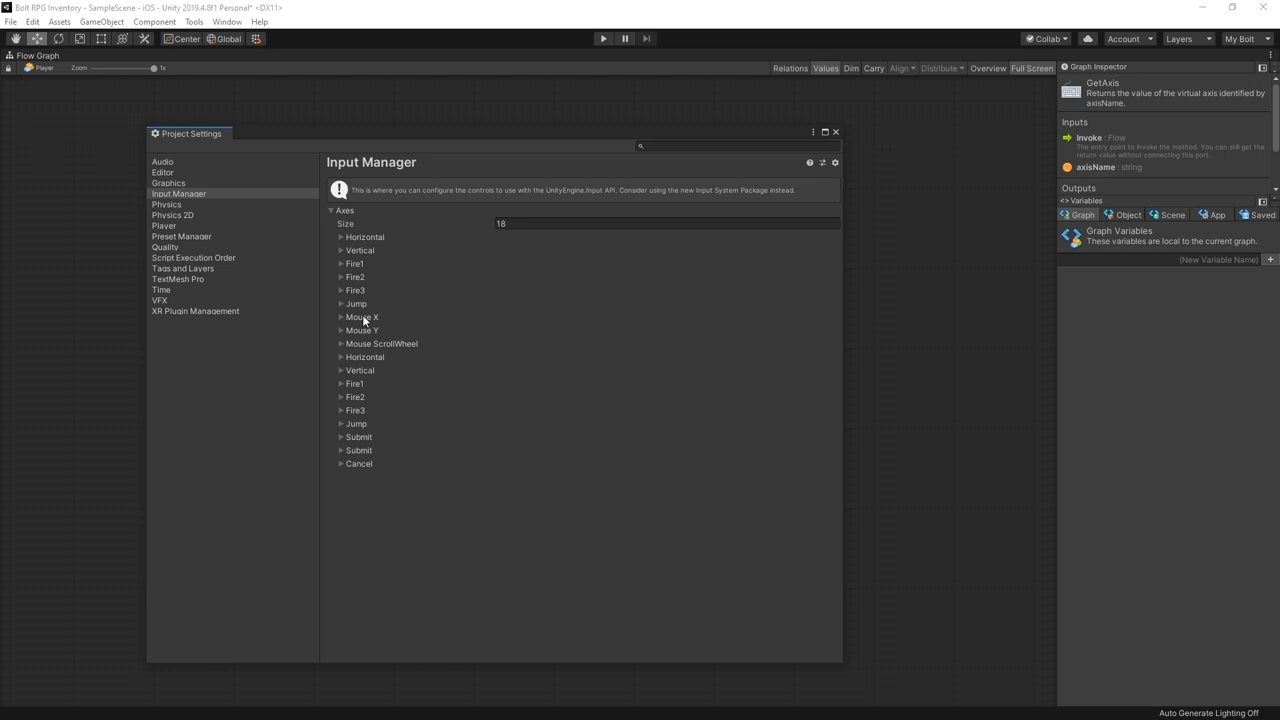 Bolt RPG Inventory - SampleScene - iOS - Unity 2019.4.8f1 Personal* <DX11>
File Edit Assets GameObject Component Tools Window Help
Center Global Collab Account Layers My Bolt
Flow Graph
Player Zoom 1x Relations Values Dim Carry Align Distribute Overview Full Screen
Graph Inspector
GetAxis
Returns the value of the virtual axis identified by
axisName.
Inputs
Invoke : Flow
The entry point to invoke the method. You can still get the
return value without connecting this port.
axisName : string
Outputs
<> Variables
Graph Object Scene App Saved
Graph Variables
These variables are local to the current graph.
(New Variable Name) +
Project Settings
Audio
Editor
Graphics
Input Manager
Physics
Physics 2D
Player
Preset Manager
Quality
Script Execution Order
Tags and Layers
TextMesh Pro
Time
VFX
XR Plugin Management
Input Manager
This is where you can configure the controls to use with the UnityEngine.Input API. Consider using the new Input System Package instead.
Axes
Size 18
Horizontal
Vertical
Fire1
Fire2
Fire3
Jump
Mouse X
Mouse Y
Mouse ScrollWheel
Horizontal
Vertical
Fire1
Fire2
Fire3
Jump
Submit
Submit
Cancel
Auto Generate Lighting Off